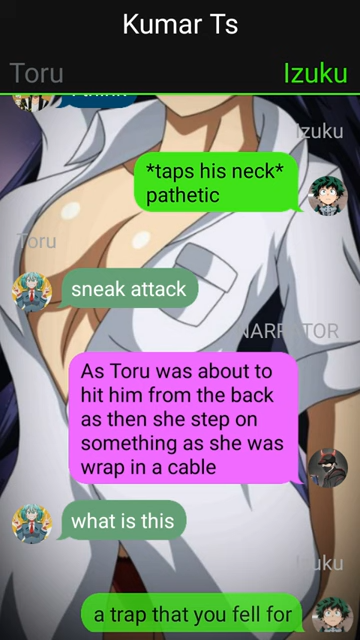 Kumar Ts
Toru
Izuku
Izuku
*taps his neck*
pathetic
Toru
sneak attack
NARRATOR
As Toru was about to
hit him from the back
as then she step on
something as she was
wrap in a cable
what is this
Izuku
a trap that you fell for